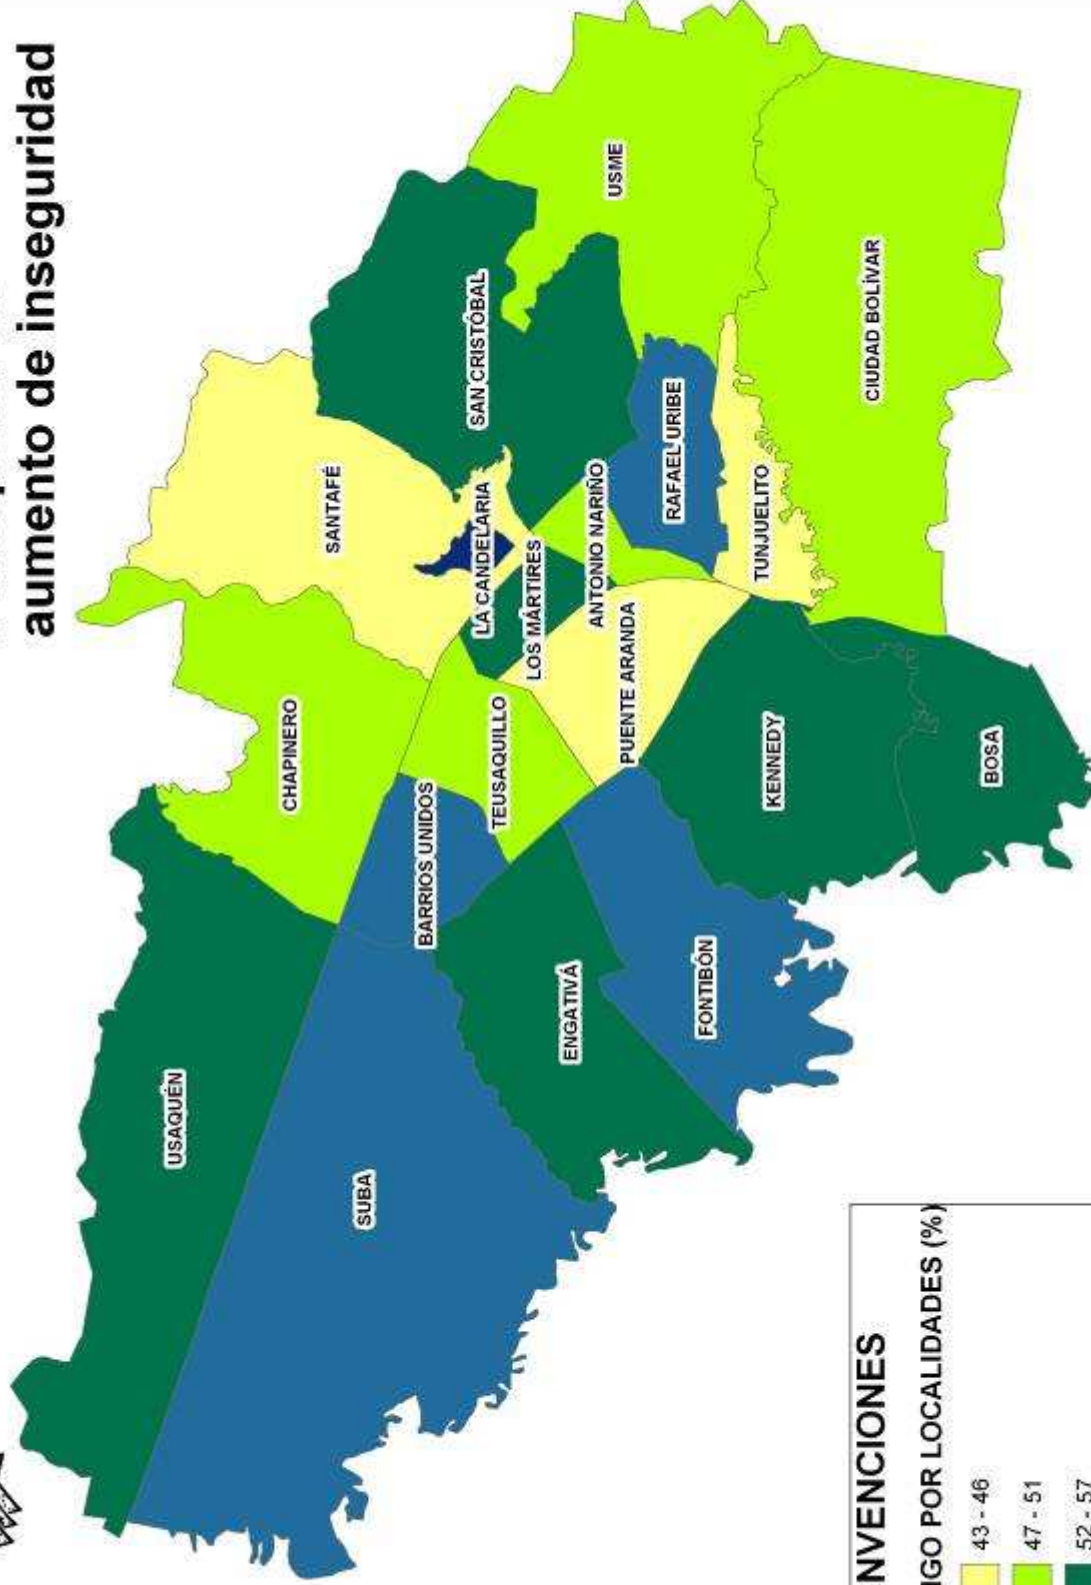 aumento de inseguridad
USAQUÉN
CHAPINERO
SANTAFÉ
SUBA
BARRIOS UNIDOS
TEUSAQUILLO
LA CANDELARIA
LOS MÁRTIRES
SAN CRISTÓBAL
ENGATIVÁ
PUENTE ARANDA
ANTONIO NARIÑO
USME
FONTIBÓN
RAFAEL URIBE
KENNEDY
TUNJUELITO
CIUDAD BOLÍVAR
BOSA
NVENCIONES
IGO POR LOCALIDADES (%)
43 - 46
47 - 51
52 - 57